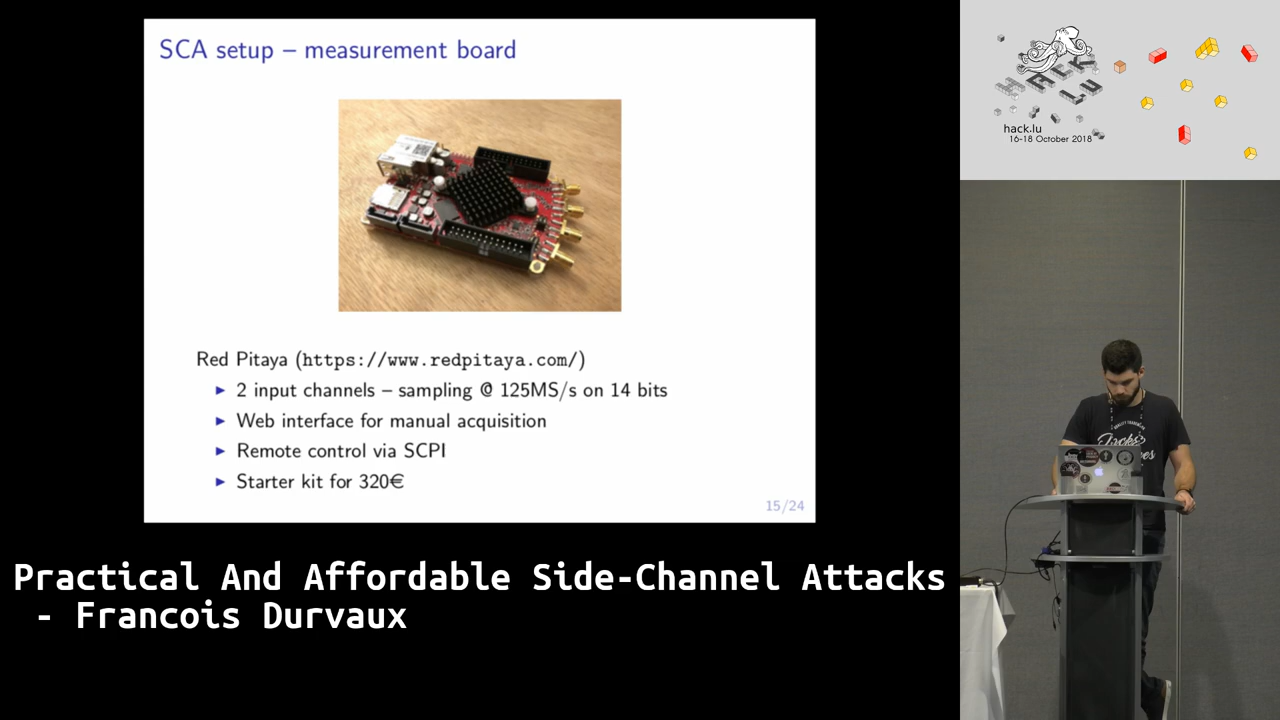 SCA setup – measurement board
Red Pitaya (https://www.redpitaya.com/)
► 2 input channels – sampling @ 125MS/s on 14 bits
► Web interface for manual acquisition
► Remote control via SCPI
► Starter kit for 320€
15/24
Practical And Affordable Side-Channel Attacks
- Francois Durvaux
HACK
LU
hack.lu
16-18 October 2018